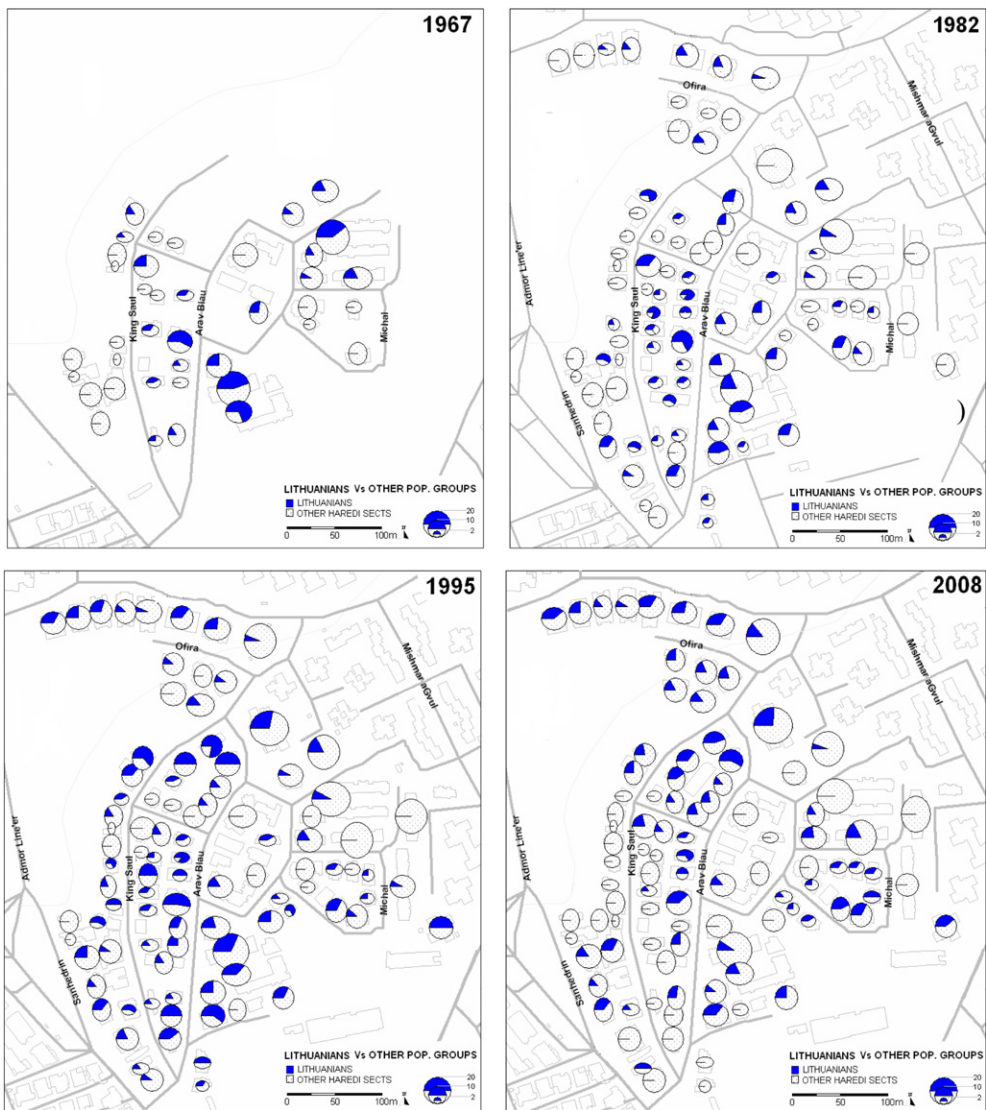 1967
King Saul
Arav Blau
Michal
LITHUANIANS Vs OTHER POP. GROUPS
LITHUANIANS
OTHER HAREDI SECTS
20
10
2
0 50 100m
1982
Ofira
Mishmar aGvul
Admor Line'er
King Saul
Arav Blau
Michal
Sanhedrin
)
LITHUANIANS Vs OTHER POP. GROUPS
LITHUANIANS
OTHER HAREDI SECTS
20
10
2
0 50 100m
1995
Ofira
Mishmar aGvul
Admor Line'er
King Saul
Arav Blau
Michal
Sanhedrin
LITHUANIANS Vs OTHER POP. GROUPS
LITHUANIANS
OTHER HAREDI SECTS
20
10
2
0 50 100m
2008
Ofira
Mishmar aGvul
Admor Line'er
King Saul
Arav Blau
Michal
Sanhedrin
LITHUANIANS Vs OTHER POP. GROUPS
LITHUANIANS
OTHER HAREDI SECTS
20
10
2
0 50 100m